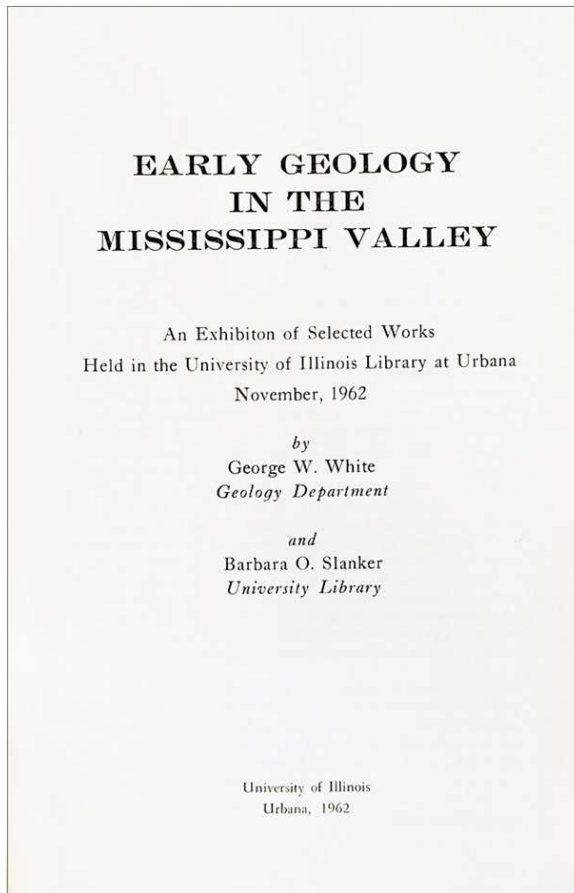 EARLY GEOLOGY
IN THE
MISSISSIPPI VALLEY
An Exhibiton of Selected Works
Held in the University of Illinois Library at Urbana
November, 1962
by
George W. White
Geology Department
and
Barbara O. Slanker
University Library
University of Illinois
Urbana, 1962